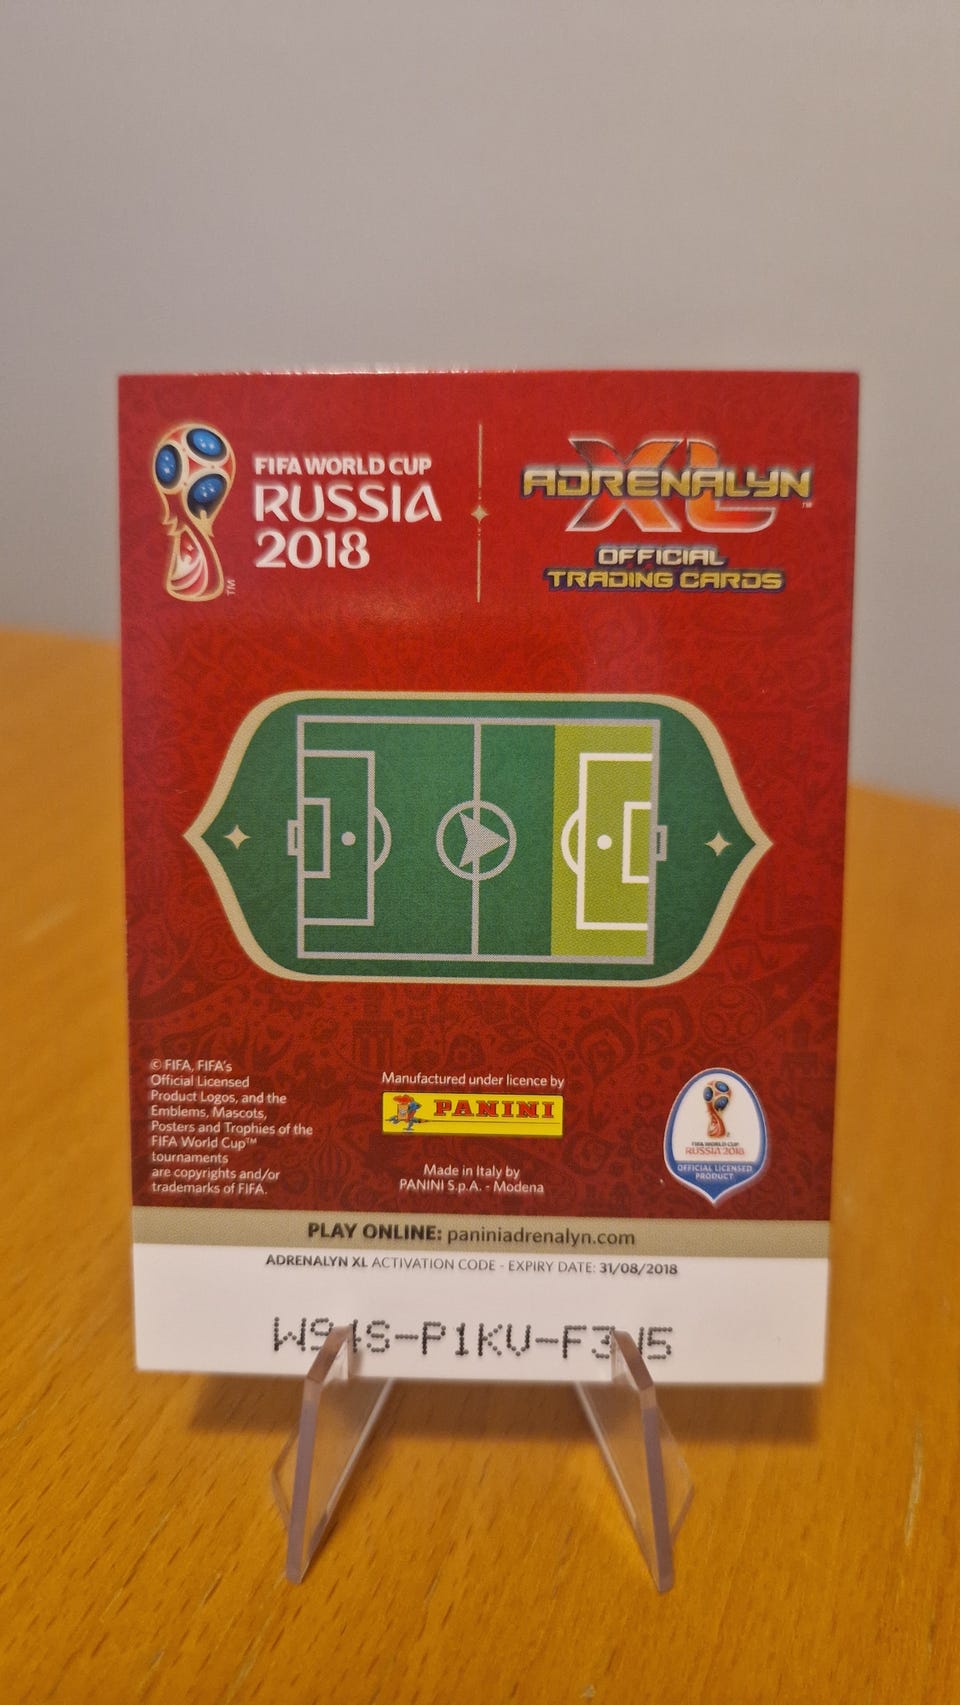 FIFA WORLD CUP
RUSSIA
2018
TM
ADRENALYN
XL
TM
OFFICIAL
TRADING CARDS
© FIFA, FIFA's
Official Licensed
Product Logos, and the
Emblems, Mascots,
Posters and Trophies of the
FIFA World Cup™
tournaments
are copyrights and/or
trademarks of FIFA.
Manufactured under licence by
PANINI
Made in Italy by
PANINI S.p.A. - Modena
FIFA WORLD CUP
RUSSIA 2018
OFFICIAL LICENSED
PRODUCT
PLAY ONLINE: paniniadrenalyn.com
ADRENALYN XL ACTIVATION CODE - EXPIRY DATE: 31/08/2018